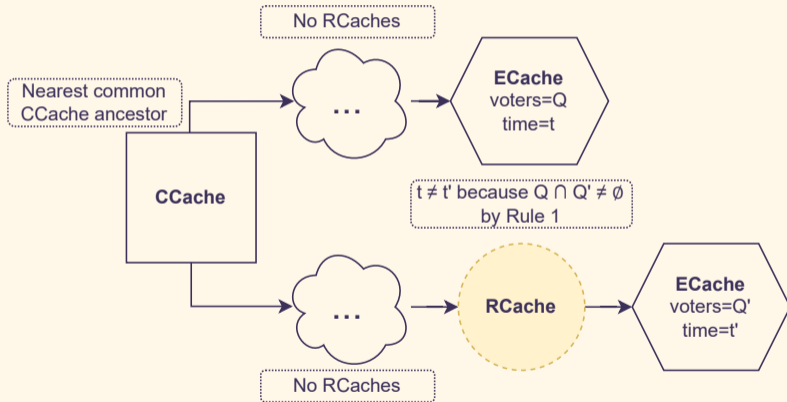 No RCaches
Nearest common
CCache ancestor
...
ECache
voters=Q
time=t
CCache
t ≠ t' because Q ∩ Q' ≠ ∅
by Rule 1
...
RCache
ECache
voters=Q'
time=t'
No RCaches